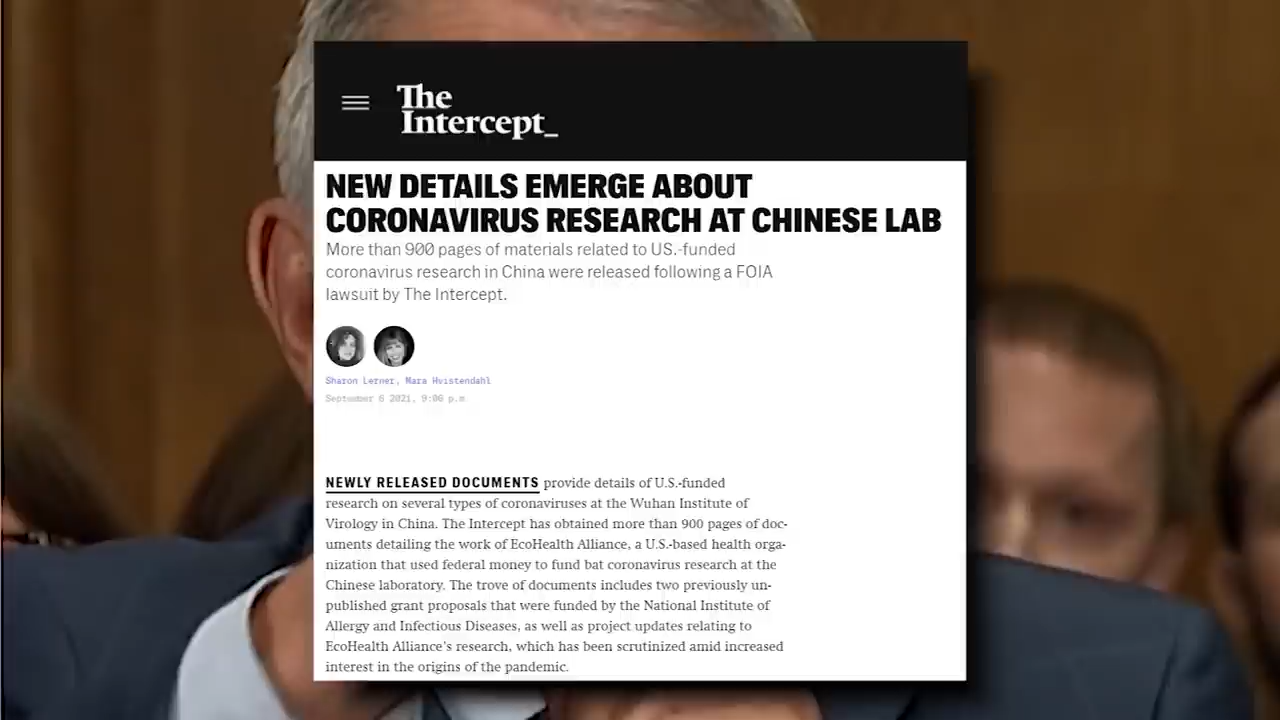 The
Intercept_
NEW DETAILS EMERGE ABOUT
CORONAVIRUS RESEARCH AT CHINESE LAB
More than 900 pages of materials related to US.-funded
coronavirus research in China were released following a FOIA
lawsuit by The Intercept.
Sharon Lerner, Mara Hvistendahl
September 6 2021, 9:06 p.m.
NEWLY RELEASED DOCUMENTS provide details of U.S.-funded
research on several types of coronaviruses at the Wuhan Institute of
Virology in China. The Intercept has obtained more than 900 pages of doc-
uments detailing the work of EcoHealth Alliance, a U.S.-based health orga-
nization that used federal money to fund bat coronavirus research at the
Chinese laboratory. The trove of documents includes two previously un-
published grant proposals that were funded by the National Institute of
Allergy and Infectious Diseases, as well as project updates relating to
EcoHealth Alliance's research, which has been scrutinized amid increased
interest in the origins of the pandemic.